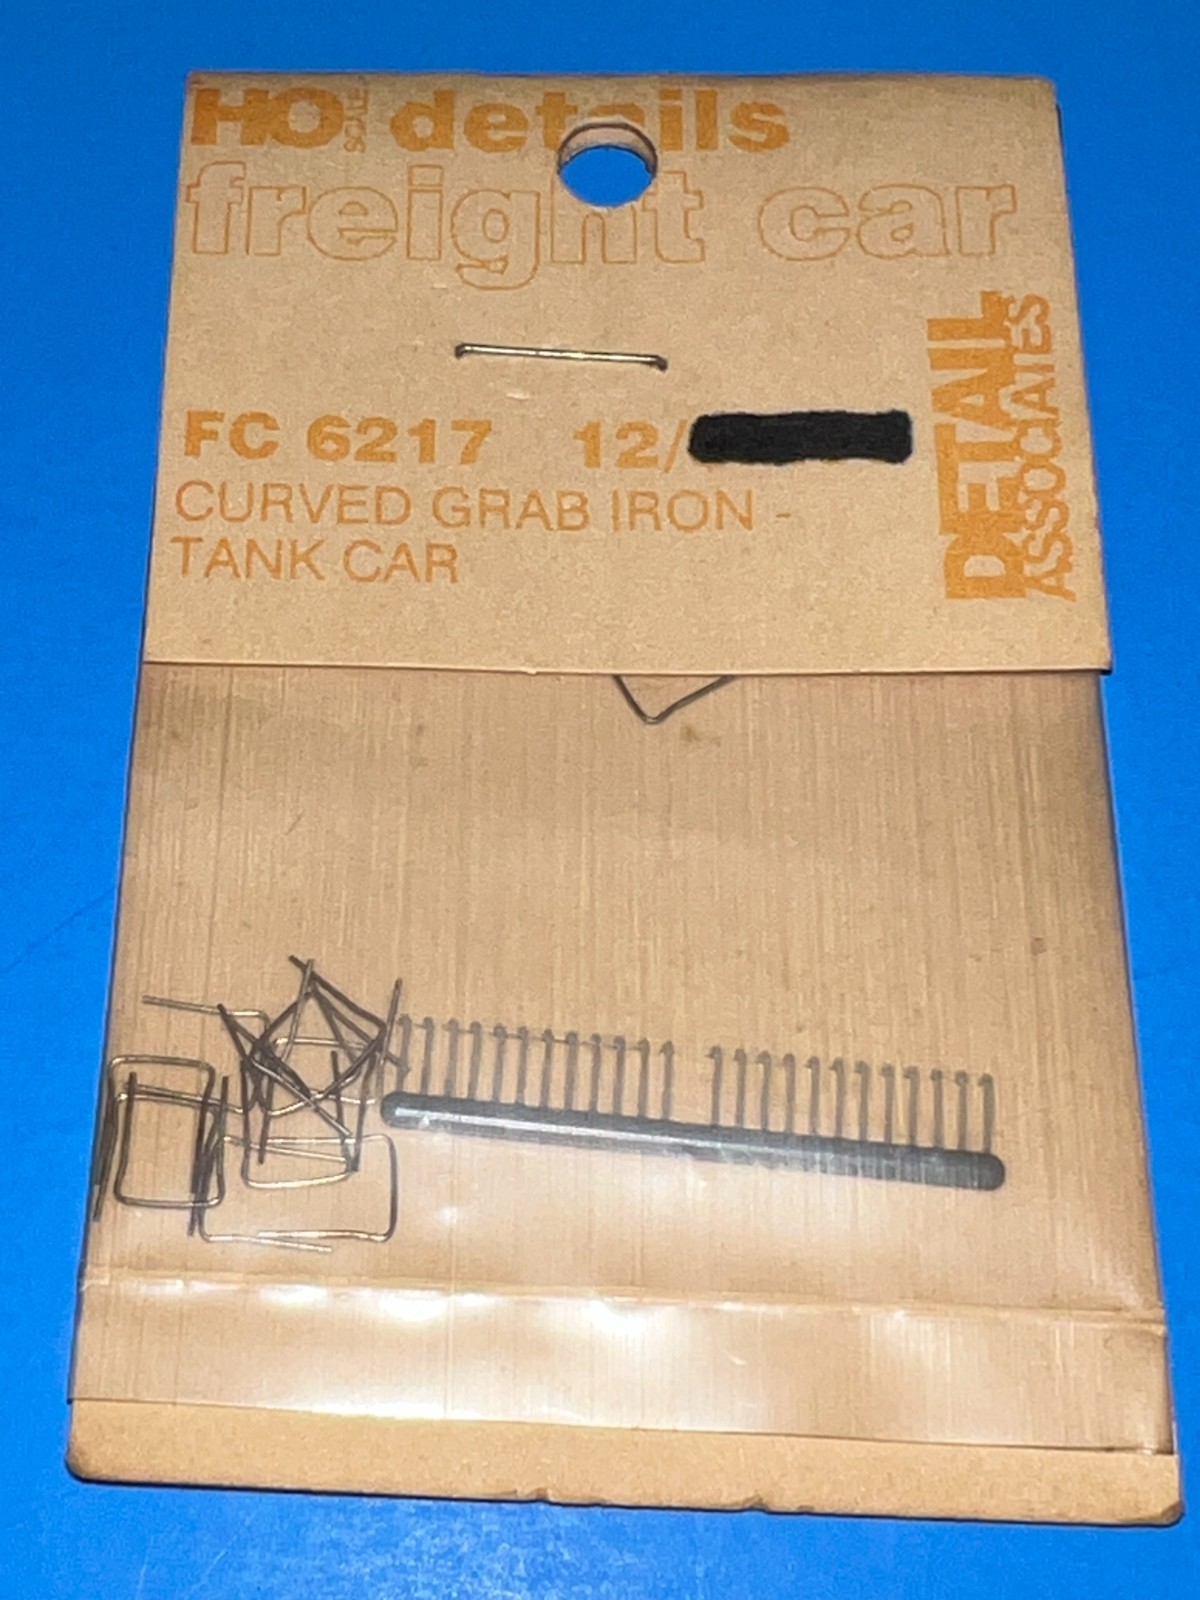 HO SCALE details
freight car
FC 6217 12/
CURVED GRAB IRON -
TANK CAR
DETAIL
ASSOCIATES